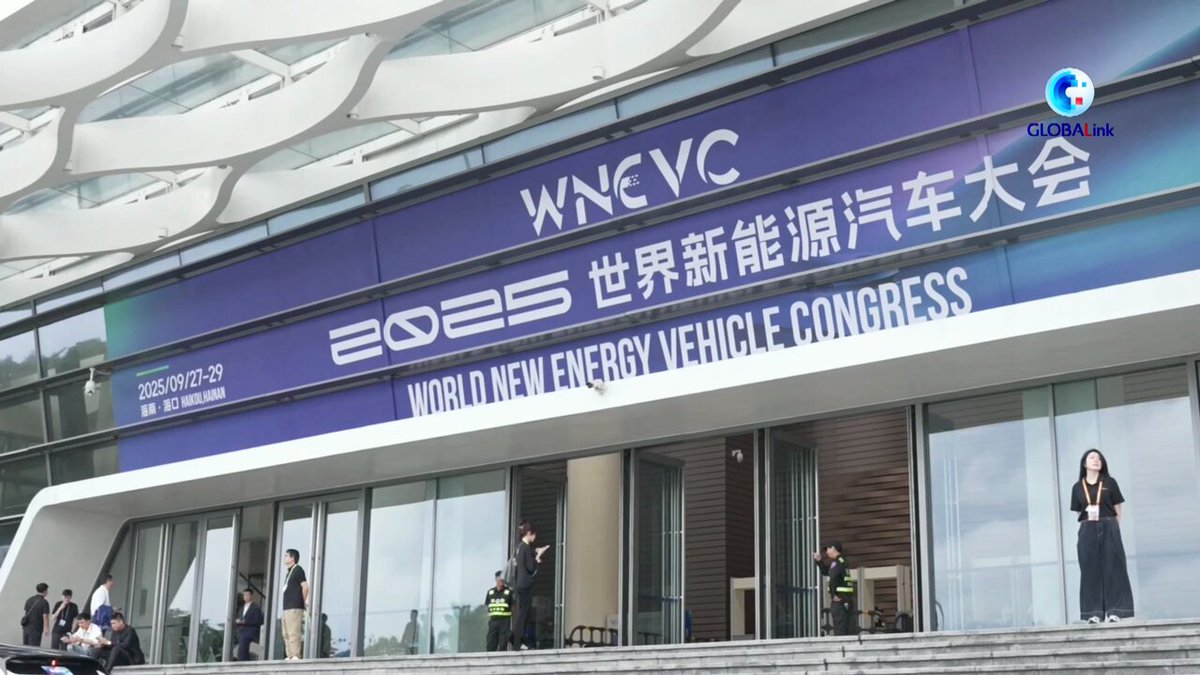 GLOBALink
WNEVC
2025 世界新能源汽车大会
WORLD NEW ENERGY VEHICLE CONGRESS
2025/09/27-29
海南·海口 HAIKOU,HAINAN